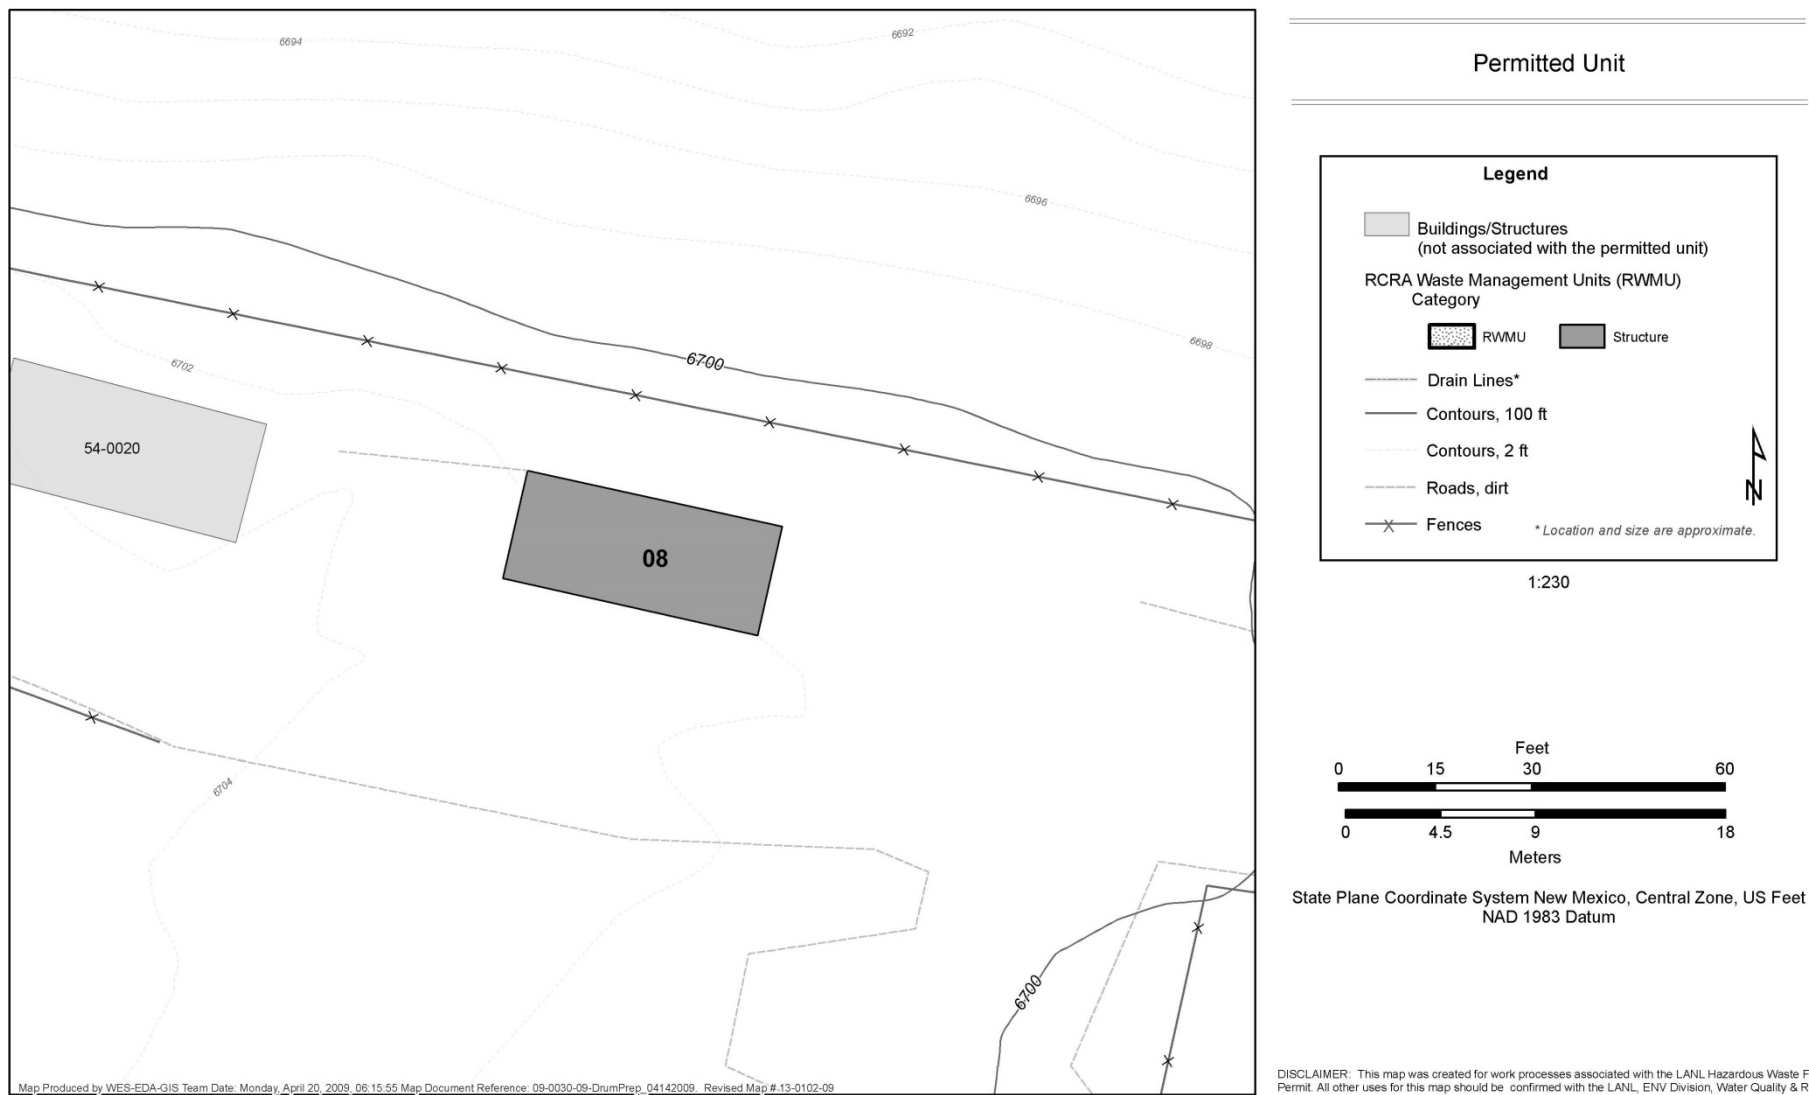 6694
6692
6696
6698
6700
6702
54-0020
08
6704
6700
Map Produced by WES-EDA-GIS Team Date: Monday, April 20, 2009, 06:15:55 Map Document Reference: 09-0030-09-DrumPrep_04142009. Revised Map #.13-0102-09
Permitted Unit
Legend
Buildings/Structures
(not associated with the permitted unit)
RCRA Waste Management Units (RWMU)
Category
RWMU Structure
Drain Lines*
Contours, 100 ft
Contours, 2 ft
Roads, dirt
N
Fences * Location and size are approximate.
1:230
Feet
0 15 30 60
0 4.5 9 18
Meters
State Plane Coordinate System New Mexico, Central Zone, US Feet
NAD 1983 Datum
DISCLAIMER: This map was created for work processes associated with the LANL Hazardous Waste F
Permit. All other uses for this map should be confirmed with the LANL, ENV Division, Water Quality & R